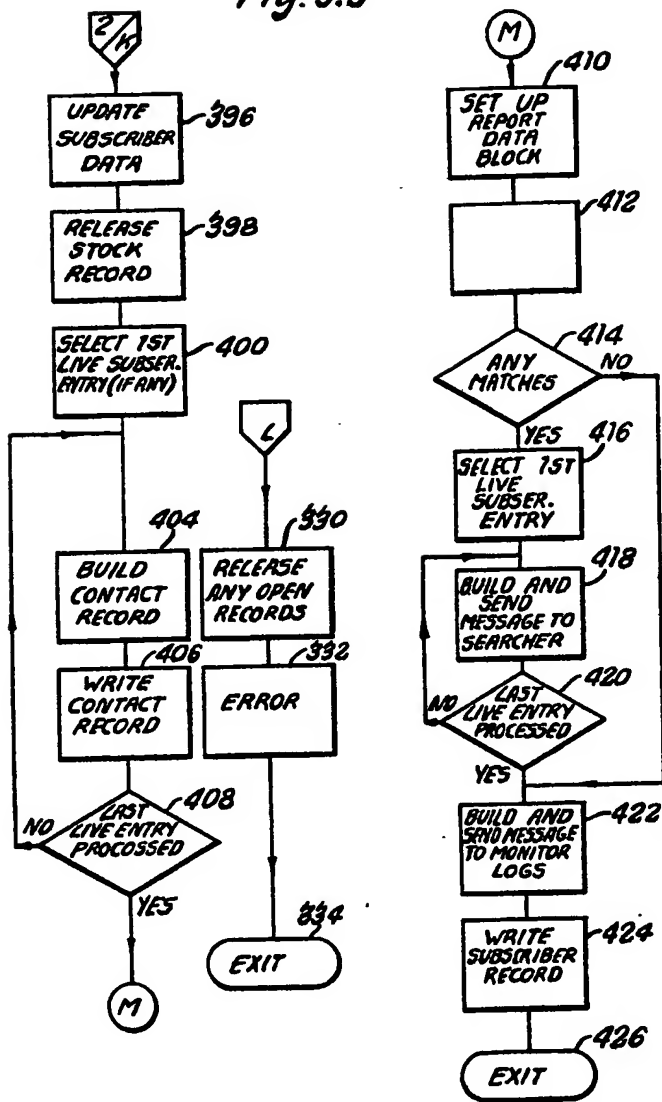 2/K
UPDATE
SUBSCRIBER
DATA
396
RELEASE
STOCK
RECORD
398
SELECT 1ST
LIVE SUBSER.
ENTRY (IF ANY)
400
404
BUILD
CONTACT
RECORD
406
WRITE
CONTACT
RECORD
408
LAST
LIVE ENTRY
PROCOSSED
NO
YES
M
L
330
RELEASE
ANY OPEN
RECORDS
332
ERROR
334
EXIT
M
410
SET UP
REPORT
DATA
BLOCK
412
414
ANY
MATCHES
NO
YES
416
SELECT 1ST
LIVE
SUBSER.
ENTRY
418
BUILD AND
SEND
MESSAGE TO
SEARCHER
420
LAST
LIVE ENTRY
PROCESSED
NO
YES
BUILD AND
SEND MESSAGE
TO MONITOR
LOGS
422
WRITE
SUBSCRIBER
RECORD
424
426
EXIT